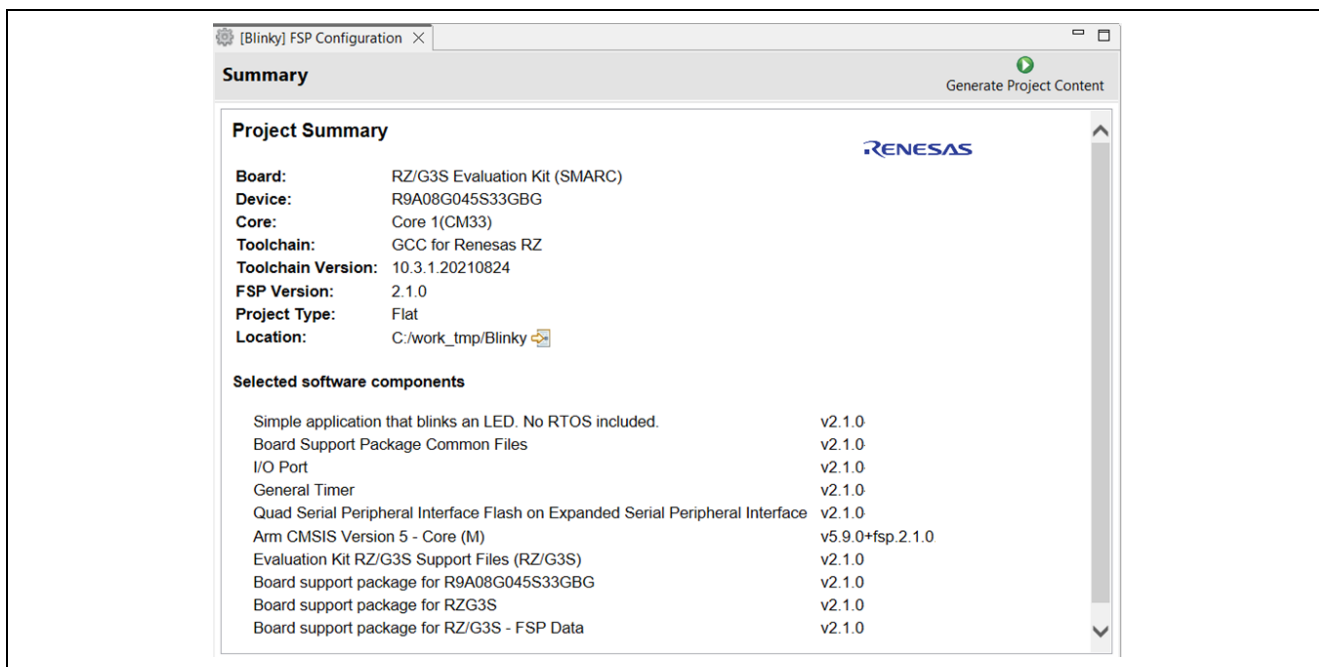 [Blinky] FSP Configuration
Summary
Generate Project Content
Project Summary
RENESAS
Board: RZ/G3S Evaluation Kit (SMARC)
Device: R9A08G045S33GBG
Core: Core 1(CM33)
Toolchain: GCC for Renesas RZ
Toolchain Version: 10.3.1.20210824
FSP Version: 2.1.0
Project Type: Flat
Location: C:/work_tmp/Blinky
Selected software components
Simple application that blinks an LED. No RTOS included. v2.1.0
Board Support Package Common Files v2.1.0
I/O Port v2.1.0
General Timer v2.1.0
Quad Serial Peripheral Interface Flash on Expanded Serial Peripheral Interface v2.1.0
Arm CMSIS Version 5 - Core (M) v5.9.0+fsp.2.1.0
Evaluation Kit RZ/G3S Support Files (RZ/G3S) v2.1.0
Board support package for R9A08G045S33GBG v2.1.0
Board support package for RZG3S v2.1.0
Board support package for RZ/G3S - FSP Data v2.1.0